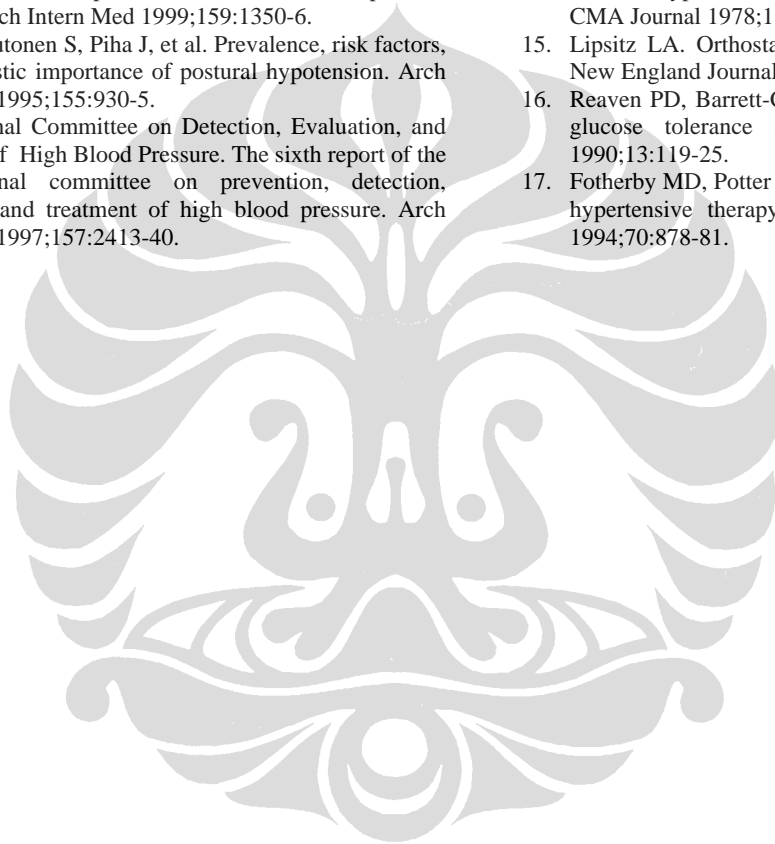 ch Intern Med 1999;159:1350-6.
utonen S, Piha J, et al. Prevalence, risk factors,
stic importance of postural hypotension. Arch
1995;155:930-5.
nal Committee on Detection, Evaluation, and
f High Blood Pressure. The sixth report of the
nal committee on prevention, detection,
and treatment of high blood pressure. Arch
1997;157:2413-40.
CMA Journal 1978;1
15. Lipsitz LA. Orthosta
New England Journal
16. Reaven PD, Barrett-C
glucose tolerance
1990;13:119-25.
17. Fotherby MD, Potter
hypertensive therapy
1994;70:878-81.